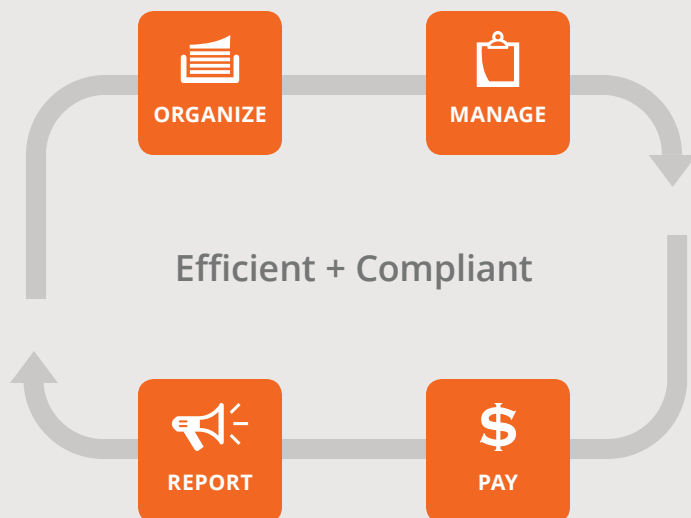 ORGANIZE
MANAGE
Efficient + Compliant
REPORT
PAY